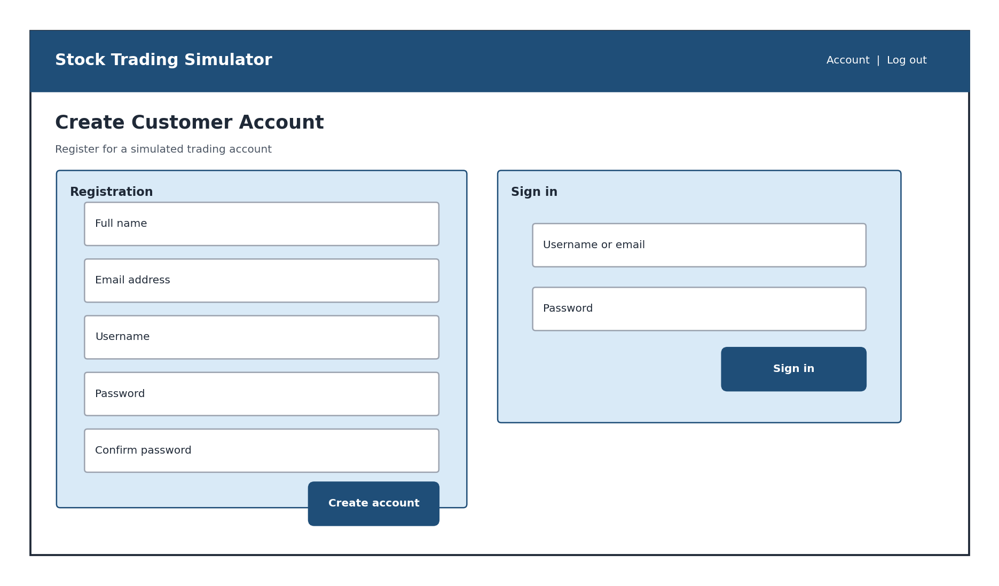 Stock Trading Simulator
Account | Log out
Create Customer Account
Register for a simulated trading account
Registration
Full name
Email address
Username
Password
Confirm password
Create account
Sign in
Username or email
Password
Sign in